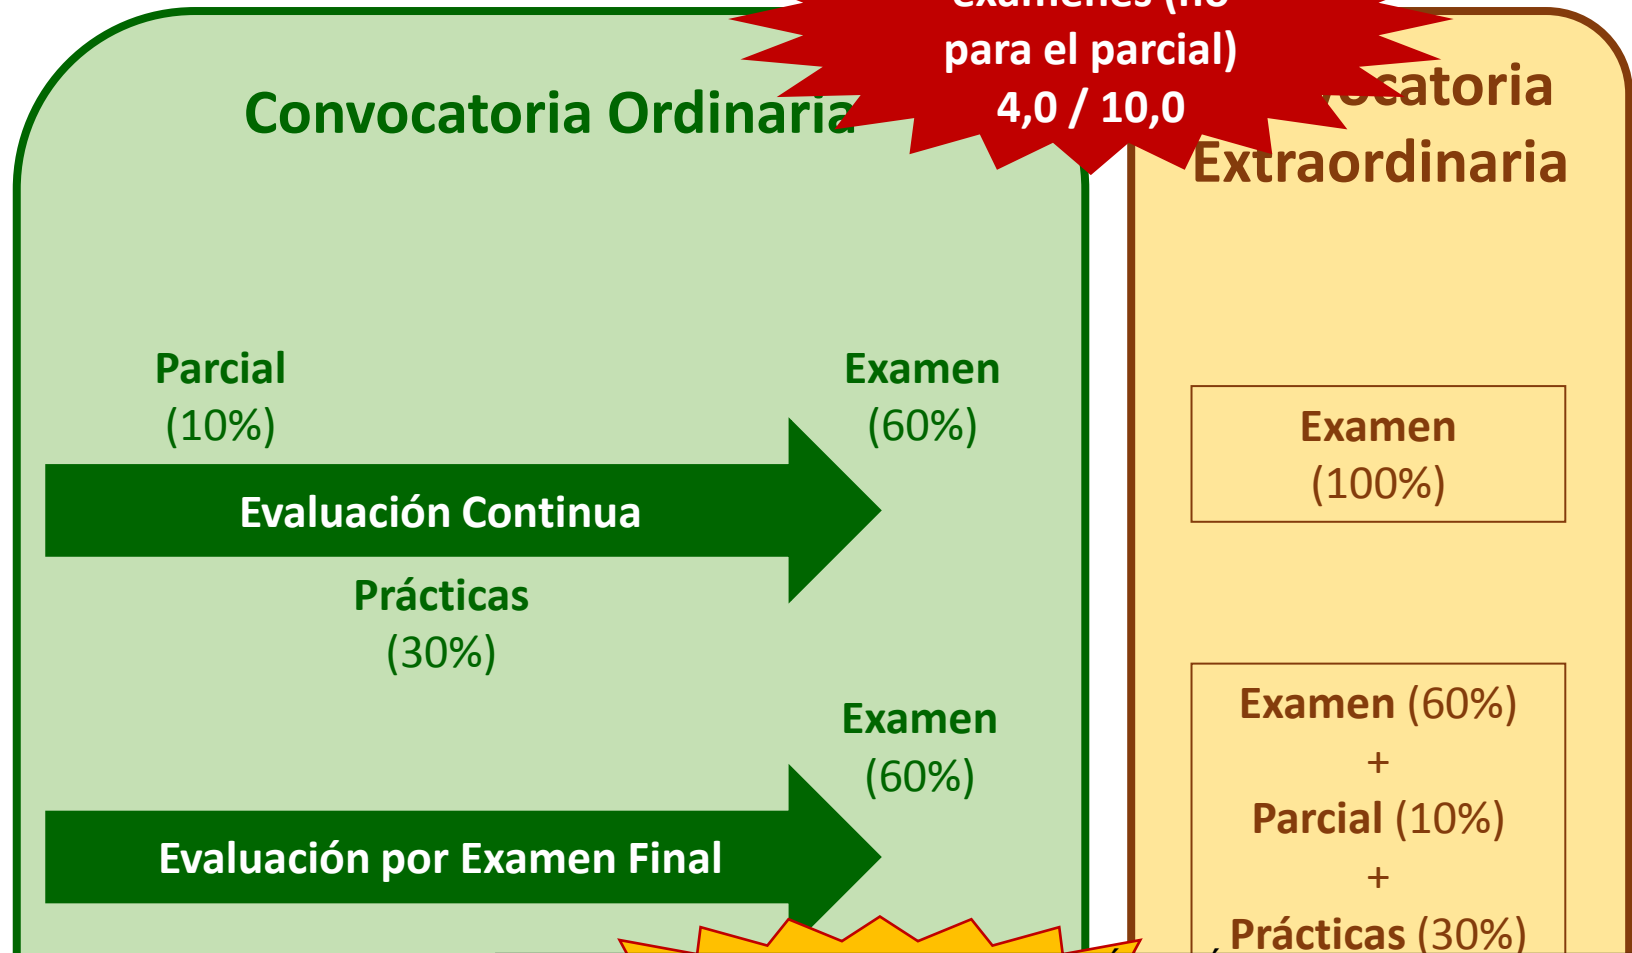 para el parcial)
4,0 / 10,0
Convocatoria Ordinaria
Extraordinaria
Parcial
(10%)
Examen
(60%)
Evaluación Continua
Prácticas
(30%)
Examen
(60%)
Evaluación por Examen Final
Examen
(100%)
Examen (60%)
+
Parcial (10%)
+
Prácticas (30%)